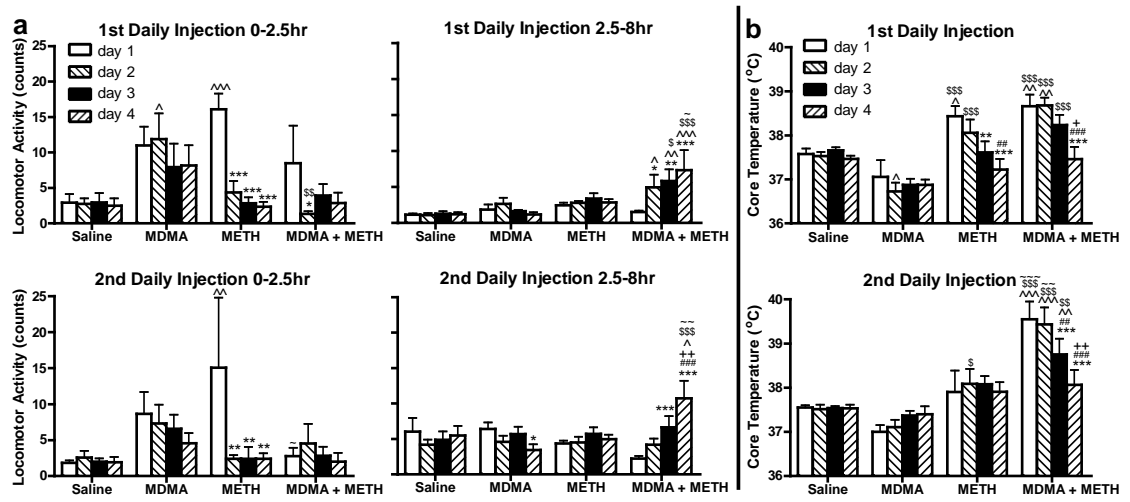 a
1st Daily Injection 0-2.5hr
Locomotor Activity (counts)
25
20
15
10
5
0
day 1
day 2
day 3
day 4
^
^^^
***
***
***
$$
*
Saline
MDMA
METH
MDMA + METH
1st Daily Injection 2.5-8hr
^
*
$
^^
**
~
$$$
^^^
***
Saline
MDMA
METH
MDMA + METH
2nd Daily Injection 0-2.5hr
Locomotor Activity (counts)
25
20
15
10
5
0
^^
**
**
**
~
Saline
MDMA
METH
MDMA + METH
2nd Daily Injection 2.5-8hr
*
***
~~
$$$
^
++
###
***
Saline
MDMA
METH
MDMA + METH
b
1st Daily Injection
Core Temperature (°C)
40
39
38
37
36
day 1
day 2
day 3
day 4
^
$$$
^
$$$
**
##
***
$$$
^^
$$$
^^
$$$
+
###
***
Saline
MDMA
METH
MDMA + METH
2nd Daily Injection
Core Temperature (°C)
40
39
38
37
36
$
~~~
$$$
^^^
~~
$$$
^^^
$$
^^
##
***
++
###
***
Saline
MDMA
METH
MDMA + METH